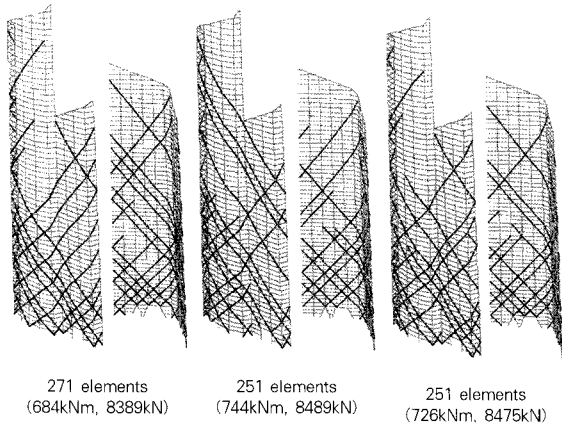 271 elements
(684kNm, 8389kN)
251 elements
(744kNm, 8489kN)
251 elements
(726kNm, 8475kN)